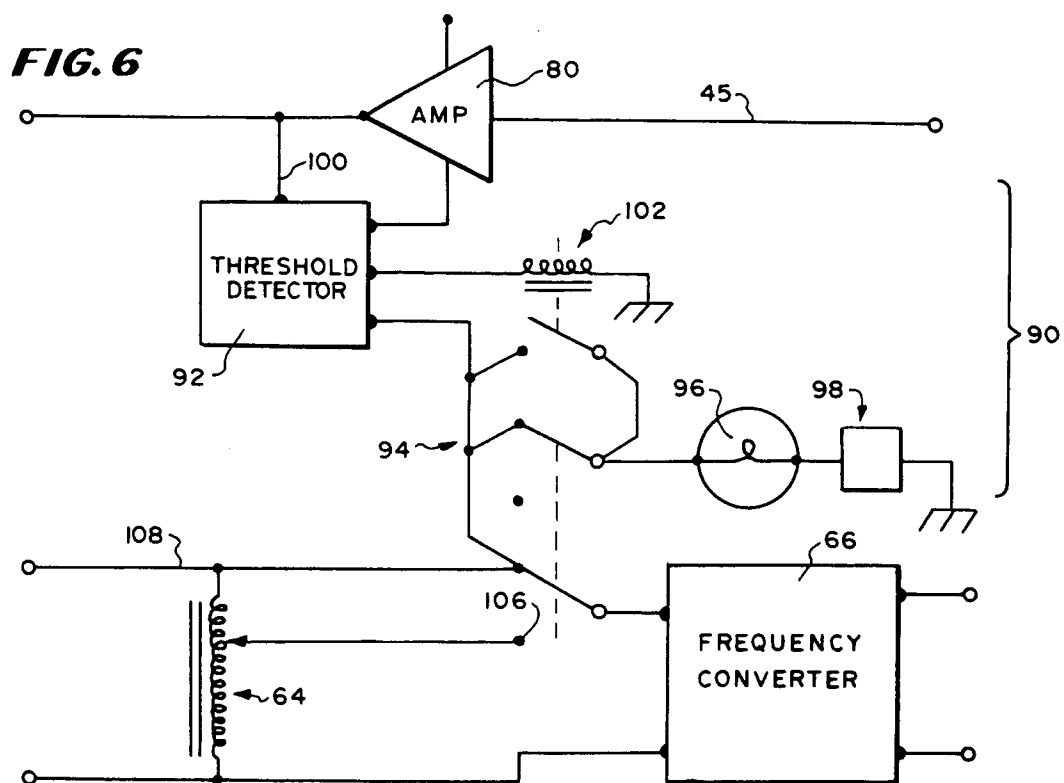 FIG. 6
80
AMP
45
100
102
THRESHOLD
DETECTOR
90
92
96
98
94
108
66
106
FREQUENCY
CONVERTER
64